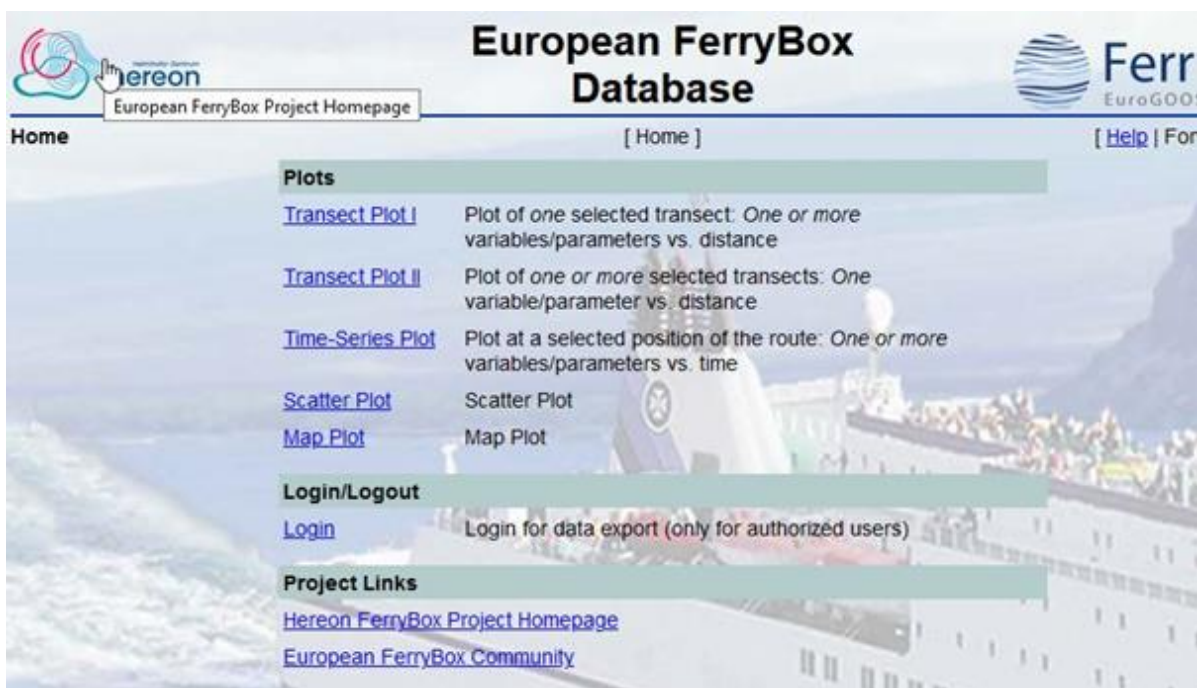 European FerryBox
Database
hereon
European FerryBox Project Homepage
Ferr
EuroGOOS
Home
[ Home ]
[ Help | For
Plots
Transect Plot I
Plot of one selected transect: One or more
variables/parameters vs. distance
Transect Plot II
Plot of one or more selected transects: One
variable/parameter vs. distance
Time-Series Plot
Plot at a selected position of the route: One or more
variables/parameters vs. time
Scatter Plot
Scatter Plot
Map Plot
Map Plot
Login/Logout
Login
Login for data export (only for authorized users)
Project Links
Hereon FerryBox Project Homepage
European FerryBox Community